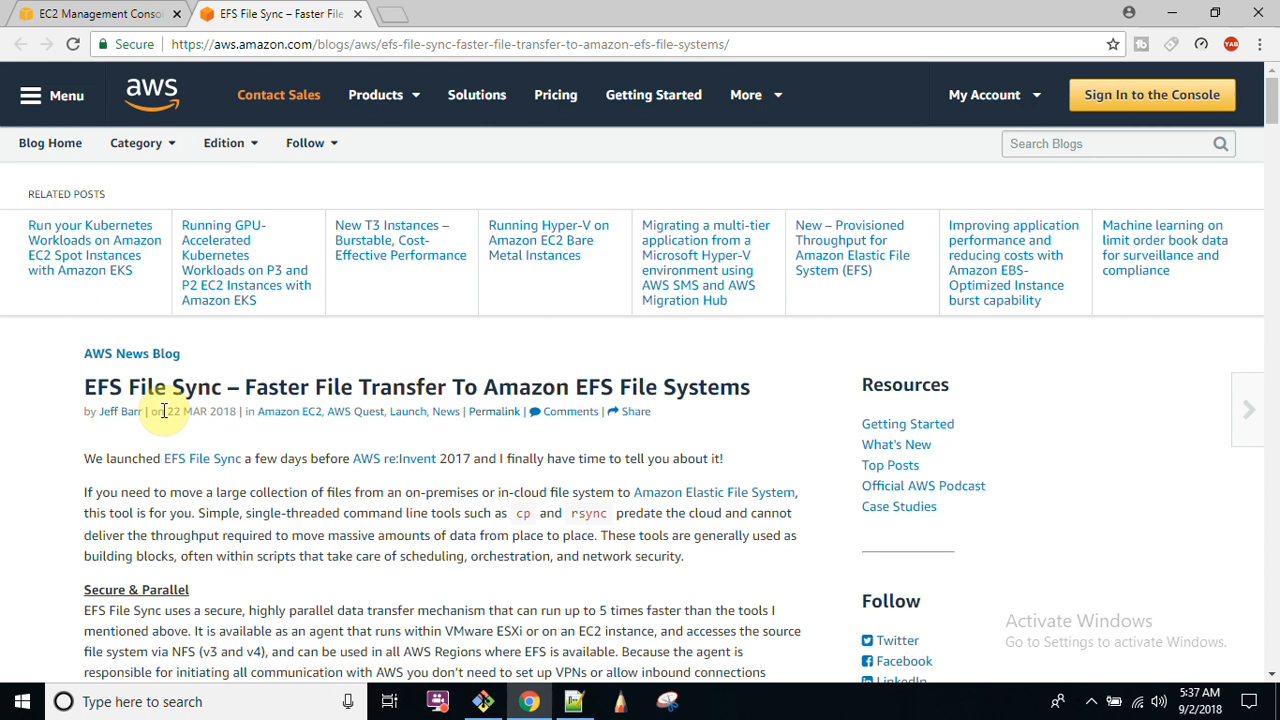 EC2 Management Conso
EFS File Sync – Faster File
Secure
https://aws.amazon.com/blogs/aws/efs-file-sync-faster-file-transfer-to-amazon-efs-file-systems/
Menu
aws
Contact Sales
Products
Solutions
Pricing
Getting Started
More
My Account
Sign In to the Console
Blog Home
Category
Edition
Follow
Search Blogs
RELATED POSTS
Run your Kubernetes
Workloads on Amazon
EC2 Spot Instances
with Amazon EKS
Running GPU-
Accelerated
Kubernetes
Workloads on P3 and
P2 EC2 Instances with
Amazon EKS
New T3 Instances –
Burstable, Cost-
Effective Performance
Running Hyper-V on
Amazon EC2 Bare
Metal Instances
Migrating a multi-tier
application from a
Microsoft Hyper-V
environment using
AWS SMS and AWS
Migration Hub
New – Provisioned
Throughput for
Amazon Elastic File
System (EFS)
Improving application
performance and
reducing costs with
Amazon EBS-
Optimized Instance
burst capability
Machine learning on
limit order book data
for surveillance and
compliance
AWS News Blog
EFS File Sync – Faster File Transfer To Amazon EFS File Systems
by Jeff Barr | on 22 MAR 2018 | in Amazon EC2, AWS Quest, Launch, News | Permalink | Comments | Share
We launched EFS File Sync a few days before AWS re:Invent 2017 and I finally have time to tell you about it!
If you need to move a large collection of files from an on-premises or in-cloud file system to Amazon Elastic File System,
this tool is for you. Simple, single-threaded command line tools such as cp and rsync predate the cloud and cannot
deliver the throughput required to move massive amounts of data from place to place. These tools are generally used as
building blocks, often within scripts that take care of scheduling, orchestration, and network security.
Secure & Parallel
EFS File Sync uses a secure, highly parallel data transfer mechanism that can run up to 5 times faster than the tools I
mentioned above. It is available as an agent that runs within VMware ESXi or on an EC2 instance, and accesses the source
file system via NFS (v3 and v4), and can be used in all AWS Regions where EFS is available. Because the agent is
responsible for initiating all communication with AWS you don't need to set up VPNs or allow inbound connections
Resources
Getting Started
What's New
Top Posts
Official AWS Podcast
Case Studies
Follow
Twitter
Facebook
LinkedIn
Activate Windows
Go to Settings to activate Windows.
Type here to search
5:37 AM
9/2/2018